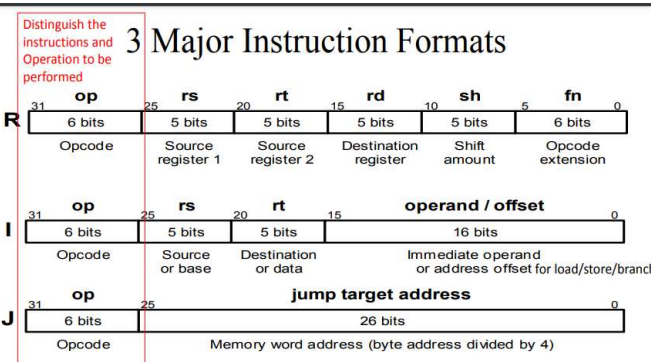 Distinguish the
instructions and
Operation to be
performed
3 Major Instruction Formats
op rs rt rd sh fn
31 25 20 15 10 5 0
R 6 bits 5 bits 5 bits 5 bits 5 bits 6 bits
Opcode Source Source Destination Shift Opcode
register 1 register 2 register amount extension
op rs rt operand / offset
31 25 20 15 0
I 6 bits 5 bits 5 bits 16 bits
Opcode Source Destination Immediate operand
or base or data or address offset for load/store/branch
op jump target address
31 25 0
J 6 bits 26 bits
Opcode Memory word address (byte address divided by 4)